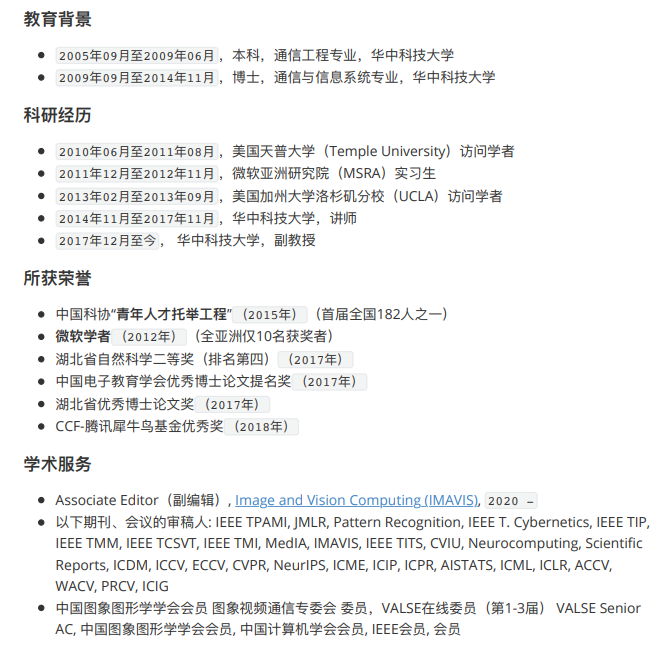 教育背景
2005年09月至2009年06月，本科，通信工程专业，华中科技大学
2009年09月至2014年11月，博士，通信与信息系统专业，华中科技大学
科研经历
2010年06月至2011年08月，美国天普大学（Temple University）访问学者
2011年12月至2012年11月，微软亚洲研究院（MSRA）实习生
2013年02月至2013年09月，美国加州大学洛杉矶分校（UCLA）访问学者
2014年11月至2017年11月，华中科技大学，讲师
2017年12月至今， 华中科技大学，副教授
所获荣誉
中国科协“青年人才托举工程”（2015年）（首届全国182人之一）
微软学者（2012年）（全亚洲仅10名获奖者）
湖北省自然科学二等奖（排名第四）（2017年）
中国电子教育学会优秀博士论文提名奖（2017年）
湖北省优秀博士论文奖（2017年）
CCF-腾讯犀牛鸟基金优秀奖（2018年）
学术服务
Associate Editor（副编辑）, Image and Vision Computing (IMAVIS), 2020 –
以下期刊、会议的审稿人: IEEE TPAMI, JMLR, Pattern Recognition, IEEE T. Cybernetics, IEEE TIP,
IEEE TMM, IEEE TCSVT, IEEE TMI, MedIA, IMAVIS, IEEE TITS, CVIU, Neurocomputing, Scientific
Reports, ICDM, ICCV, ECCV, CVPR, NeurIPS, ICME, ICIP, ICPR, AISTATS, ICML, ICLR, ACCV,
WACV, PRCV, ICIG
中国图象图形学学会会员 图象视频通信专委会 委员，VALSE在线委员（第1-3届） VALSE Senior
AC, 中国图象图形学学会会员, 中国计算机学会会员, IEEE会员, 会员